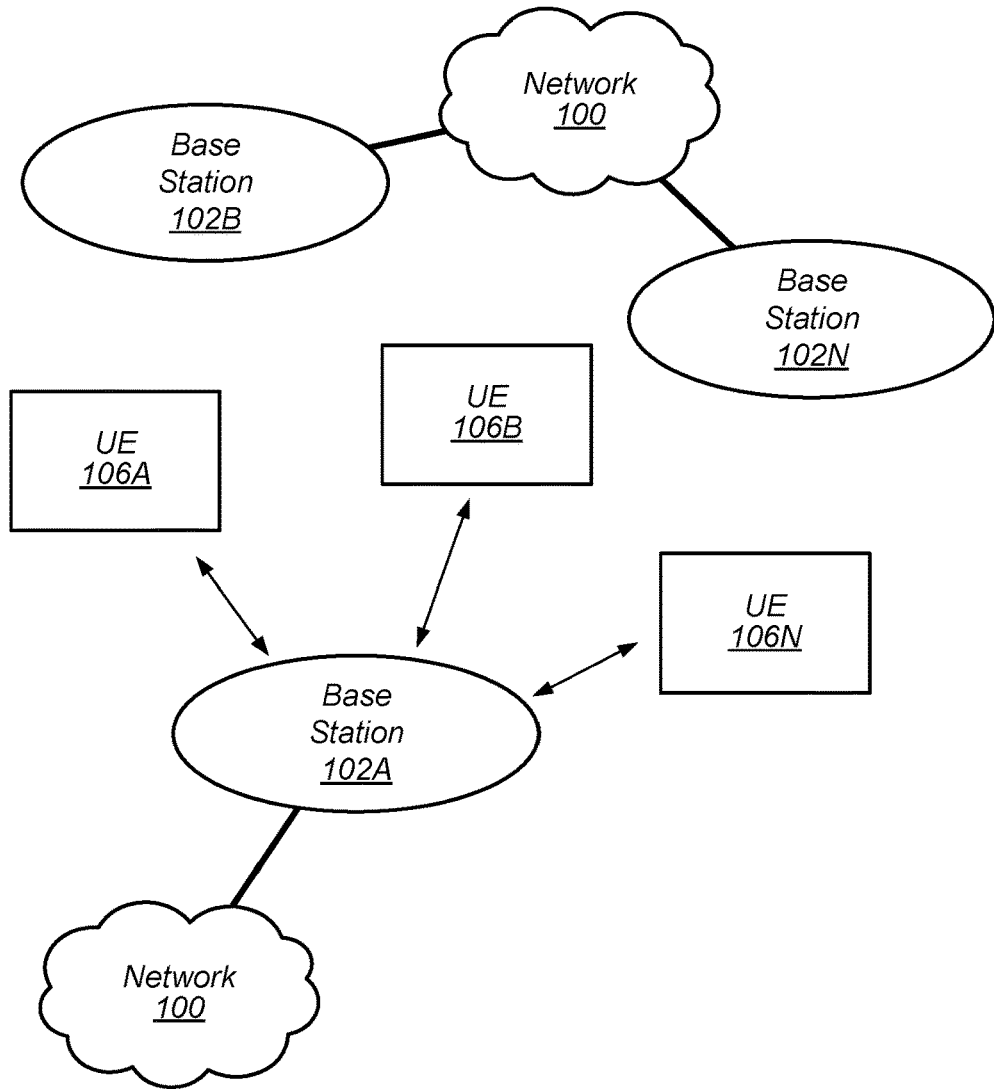 Network
100
Base
Station
102B
Base
Station
102N
UE
106B
UE
106A
UE
106N
Base
Station
102A
Network
100